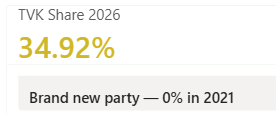 TVK Share 2026
34.92%
Brand new party — 0% in 2021